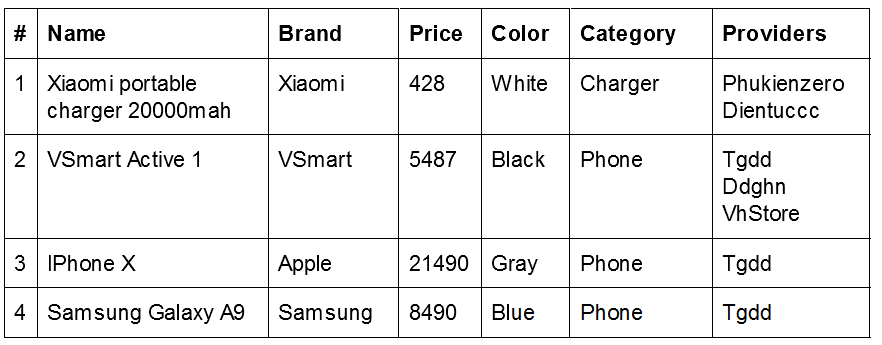 # Name Brand Price Color Category Providers
1 Xiaomi portable Xiaomi 428 White Charger Phukienzero
charger 20000mah Dientuccc
2 VSmart Active 1 VSmart 5487 Black Phone Tgdd
Ddghn
VhStore
3 IPhone X Apple 21490 Gray Phone Tgdd
4 Samsung Galaxy A9 Samsung 8490 Blue Phone Tgdd